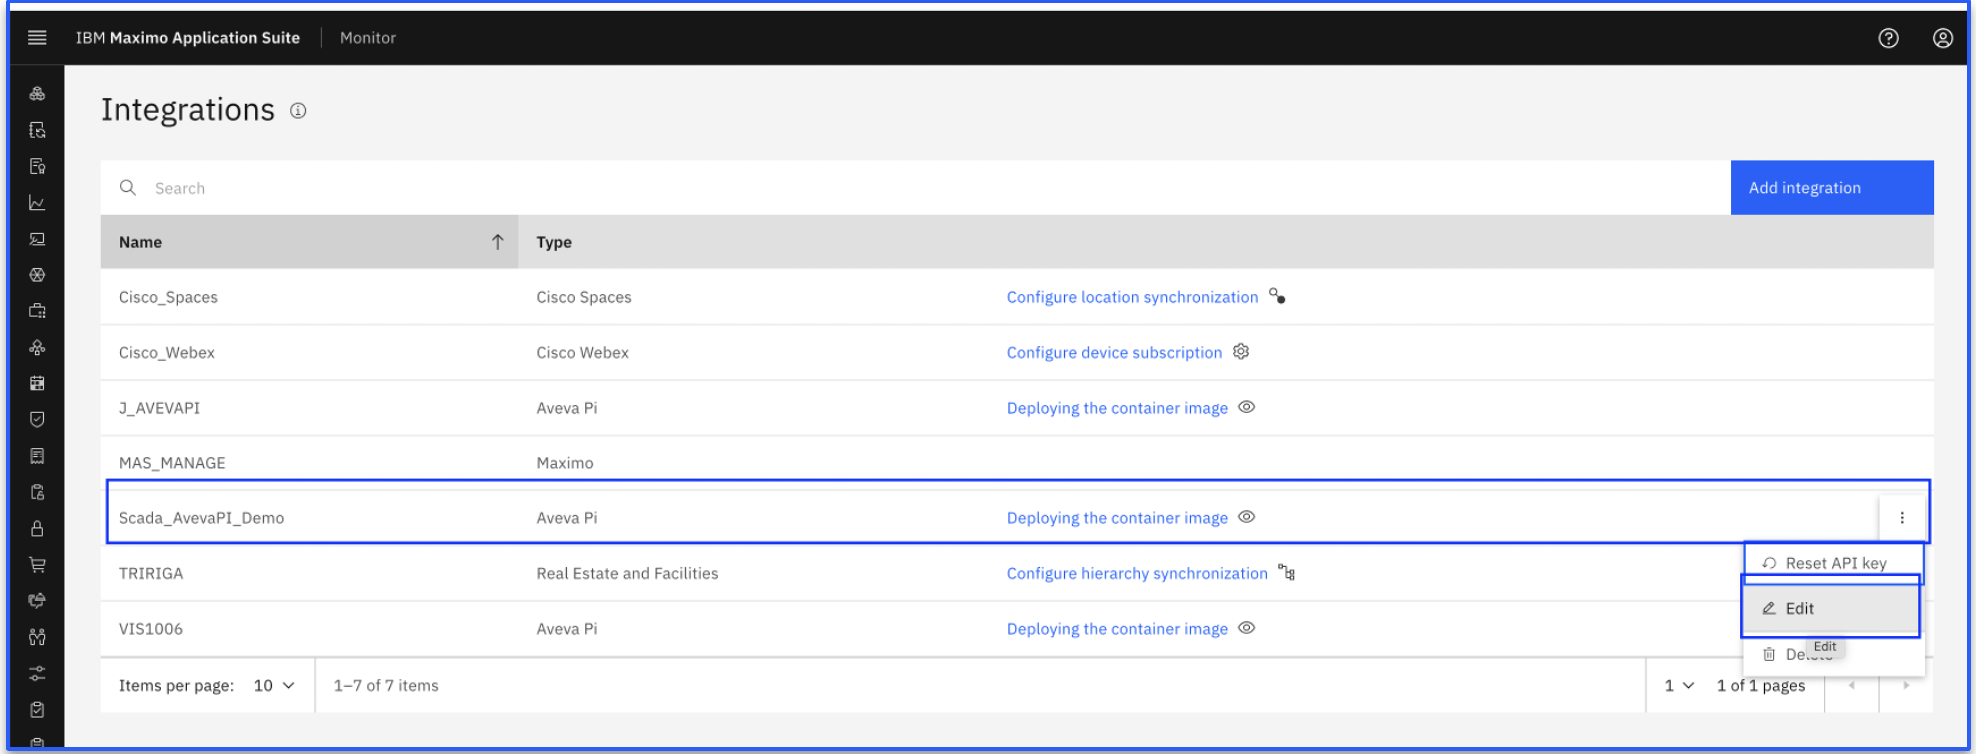 IBM Maximo Application Suite Monitor
Integrations
Search
Add integration
Name Type
Cisco_Spaces Cisco Spaces Configure location synchronization
Cisco_Webex Cisco Webex Configure device subscription
J_AVEVAPI Aveva Pi Deploying the container image
MAS_MANAGE Maximo
Scada_AvevaPI_Demo Aveva Pi Deploying the container image
Reset API key
TRIRIGA Real Estate and Facilities Configure hierarchy synchronization
Edit
VIS1006 Aveva Pi Deploying the container image
Edit
Items per page: 10 1–7 of 7 items 1 1 of 1 pages